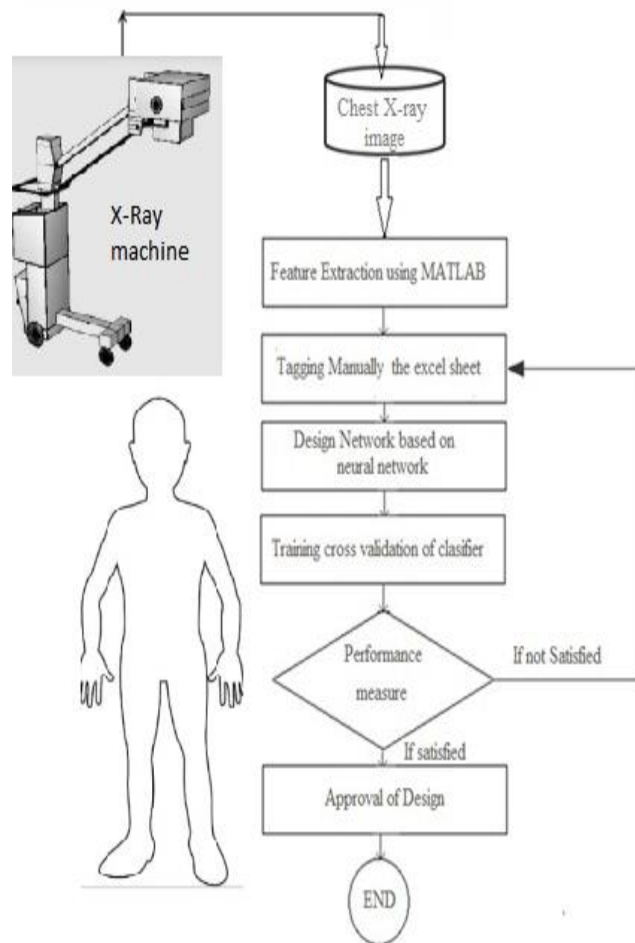 Chest X-ray
image
X-Ray
machine
Feature Extraction using MATLAB
Tagging Manually the excel sheet
Design Network based on
neural network
Training cross validation of clasifier
Performance
measure
If not Satisfied
If satisfied
Approval of Design
END